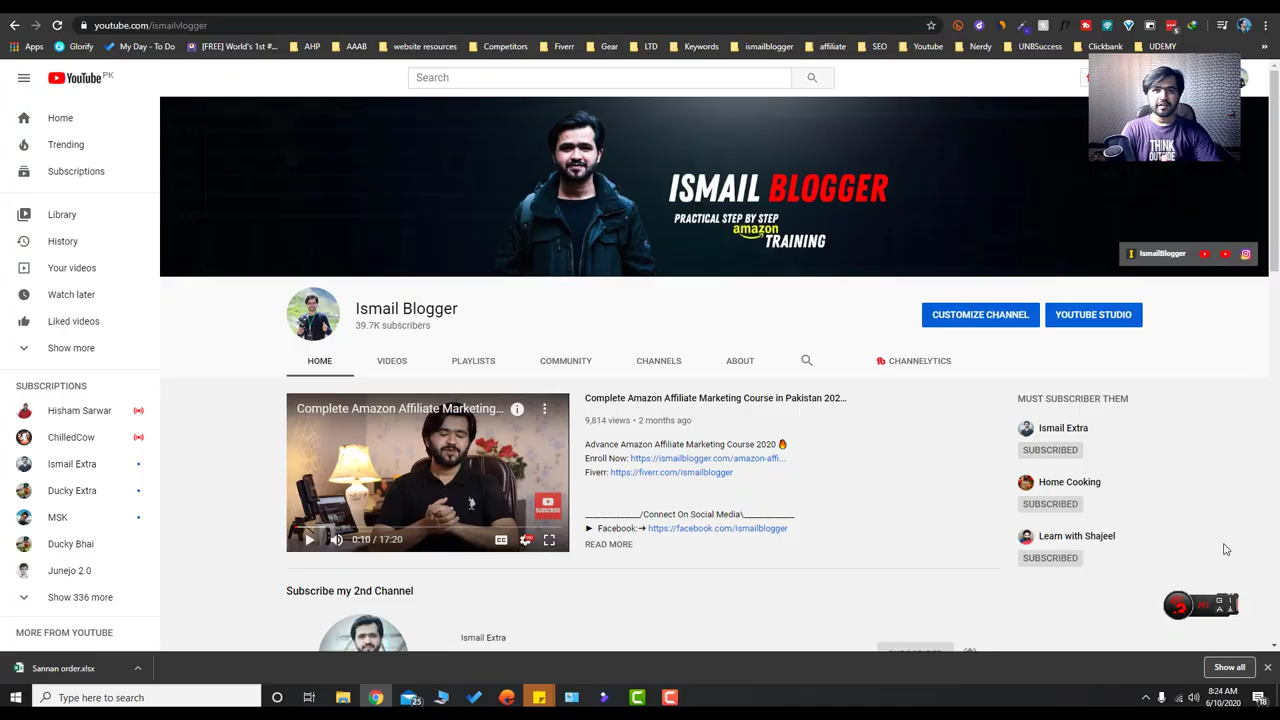 youtube.com/ismailvlogger
Apps Glorify My Day - To Do [FREE] World's 1st #... AHP AAAB website resources Competitors Fiverr Gear LTD Keywords ismailblogger affiliate SEO Youtube Nerdy UNBSuccess Clickbank UDEMY
YouTube PK
Search
Home
Trending
Subscriptions
Library
History
Your videos
Watch later
Liked videos
Show more
SUBSCRIPTIONS
Hisham Sarwar
ChilledCow
Ismail Extra
Ducky Extra
MSK
Ducky Bhai
Junejo 2.0
Show 336 more
MORE FROM YOUTUBE
THINK
OUTSIDE
ISMAIL BLOGGER
PRACTICAL STEP BY STEP
amazon
TRAINING
IsmailBlogger
Ismail Blogger
39.7K subscribers
CUSTOMIZE CHANNEL
YOUTUBE STUDIO
HOME VIDEOS PLAYLISTS COMMUNITY CHANNELS ABOUT CHANNELYTICS
Complete Amazon Affiliate Marketing...
SUBSCRIBE
0:10 / 17:20
Complete Amazon Affiliate Marketing Course in Pakistan 202...
9,814 views • 2 months ago
Advance Amazon Affiliate Marketing Course 2020 🔥
Enroll Now: https://ismailblogger.com/amazon-affi...
Fiverr: https://fiverr.com/ismailblogger
_____________/Connect On Social Media\_____________
► Facebook:→ https://facebook.com/ismailblogger
READ MORE
MUST SUBSCRIBER THEM
Ismail Extra
SUBSCRIBED
Home Cooking
SUBSCRIBED
Learn with Shajeel
SUBSCRIBED
Subscribe my 2nd Channel
Ismail Extra
Sannan order.xlsx
Show all
Type here to search
25
8:24 AM
6/10/2020
18